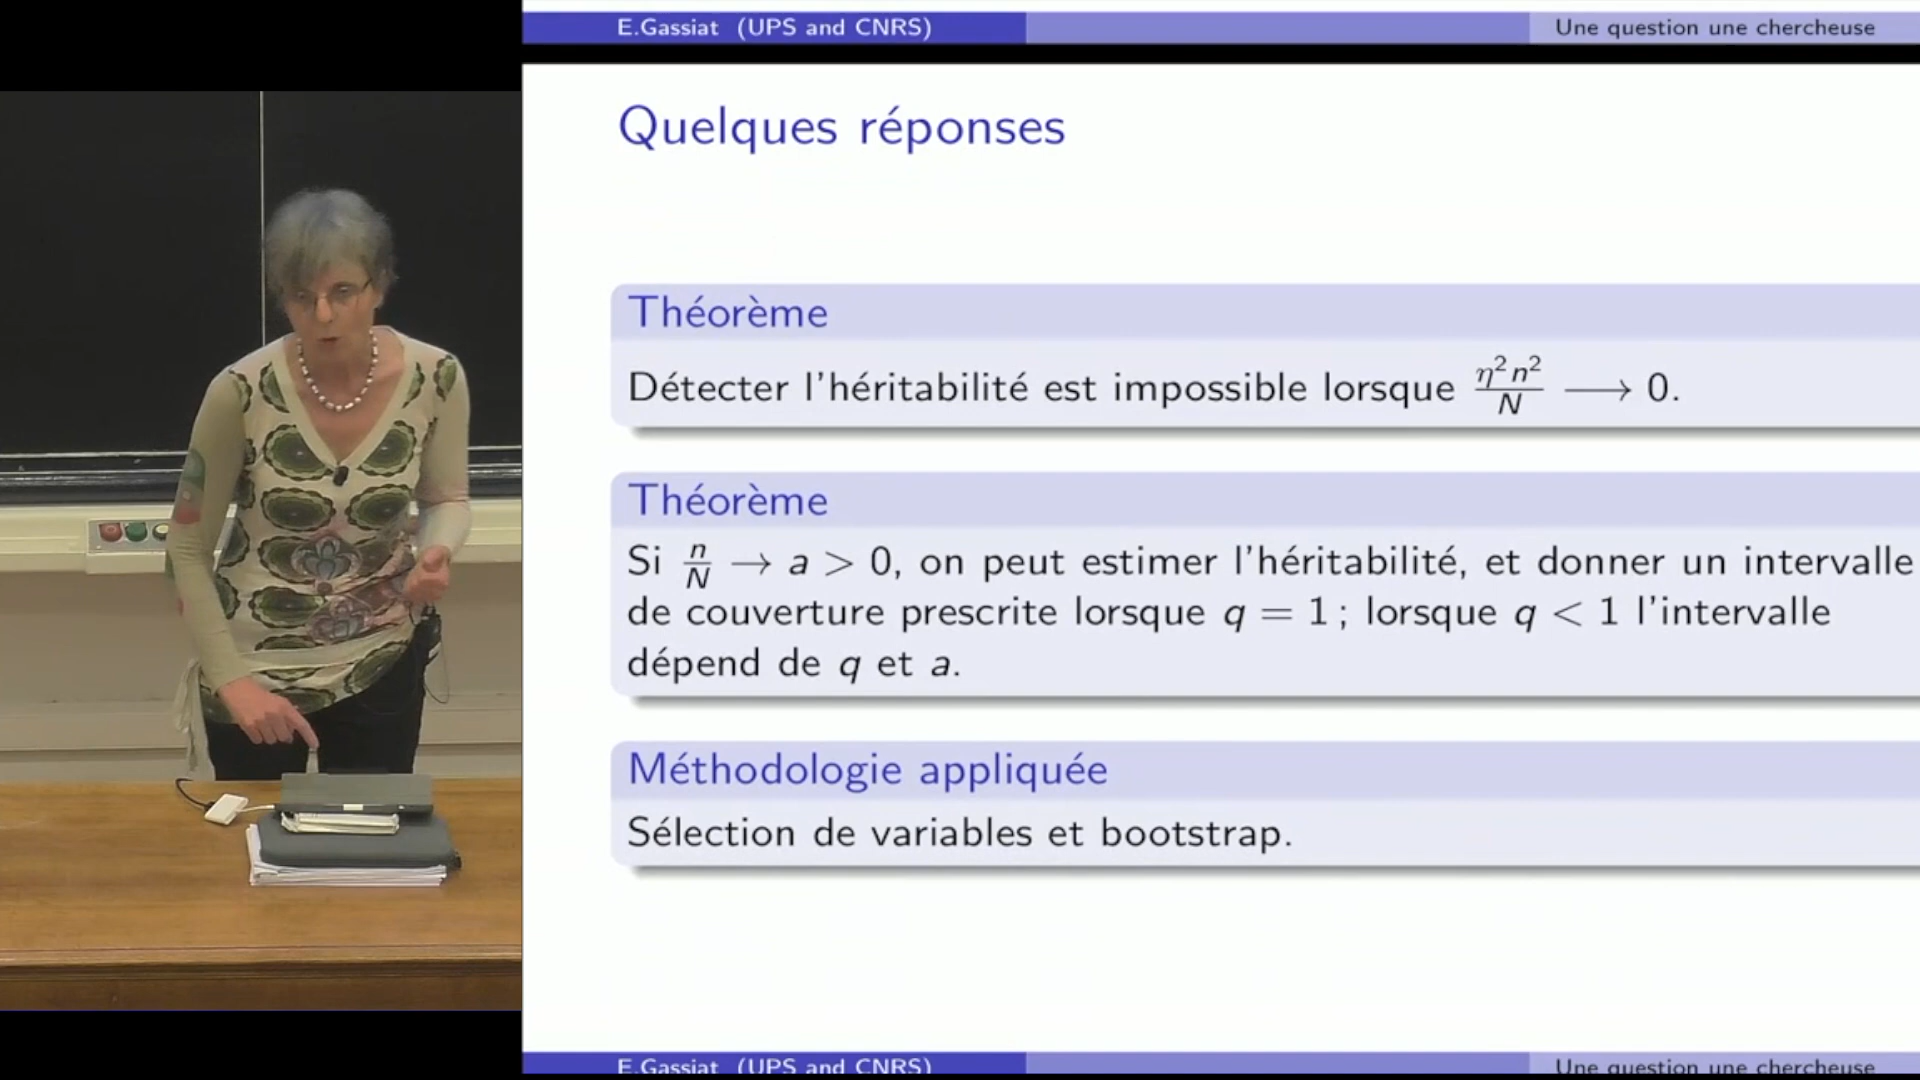 E.Gassiat (UPS and CNRS) Une question une chercheuse
Quelques réponses
Théorème
Détecter l'héritabilité est impossible lorsque η²n²/N ⟶ 0.
Théorème
Si n/N → a > 0, on peut estimer l'héritabilité, et donner un intervalle
de couverture prescrite lorsque q = 1 ; lorsque q < 1 l'intervalle
dépend de q et a.
Méthodologie appliquée
Sélection de variables et bootstrap.
E.Gassiat (UPS and CNRS) Une question une chercheuse